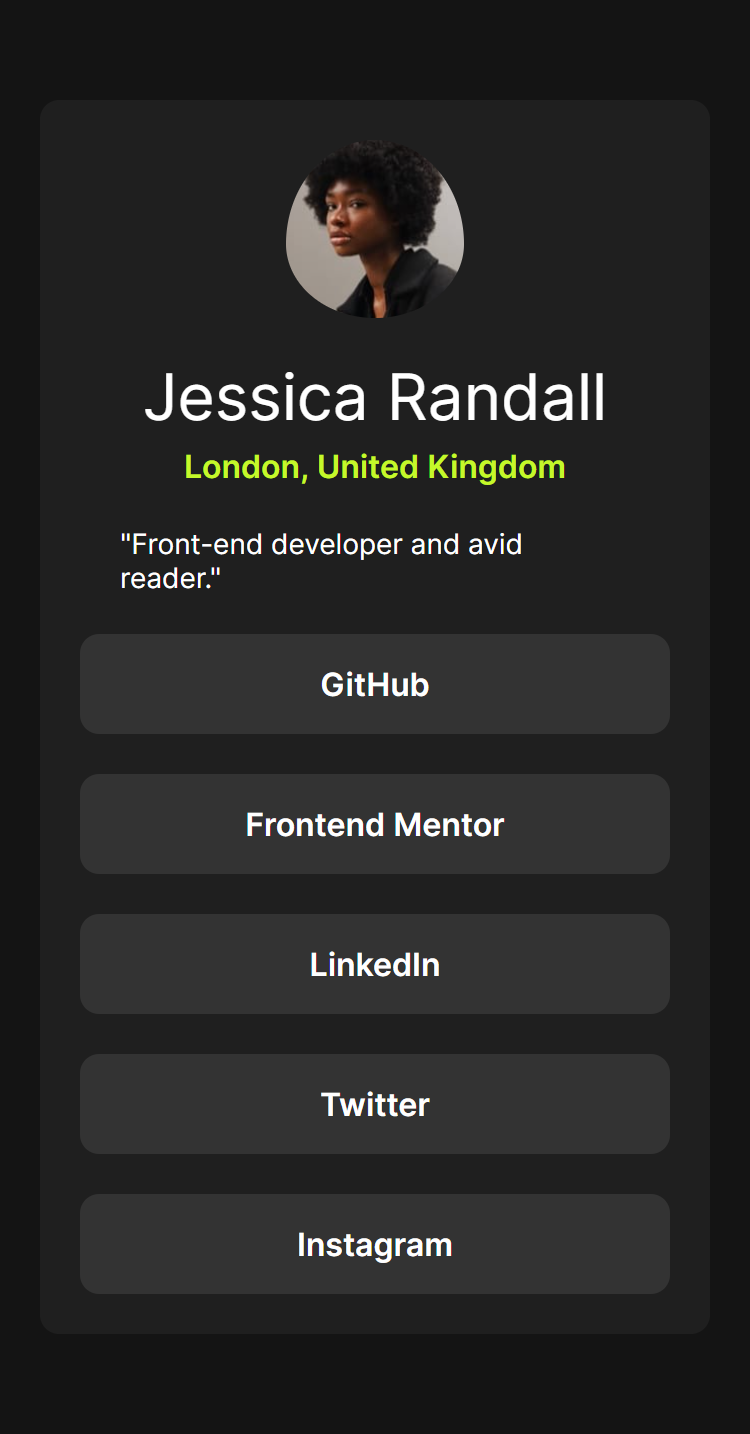 Jessica Randall
London, United Kingdom
"Front-end developer and avid
reader."
GitHub
Frontend Mentor
LinkedIn
Twitter
Instagram